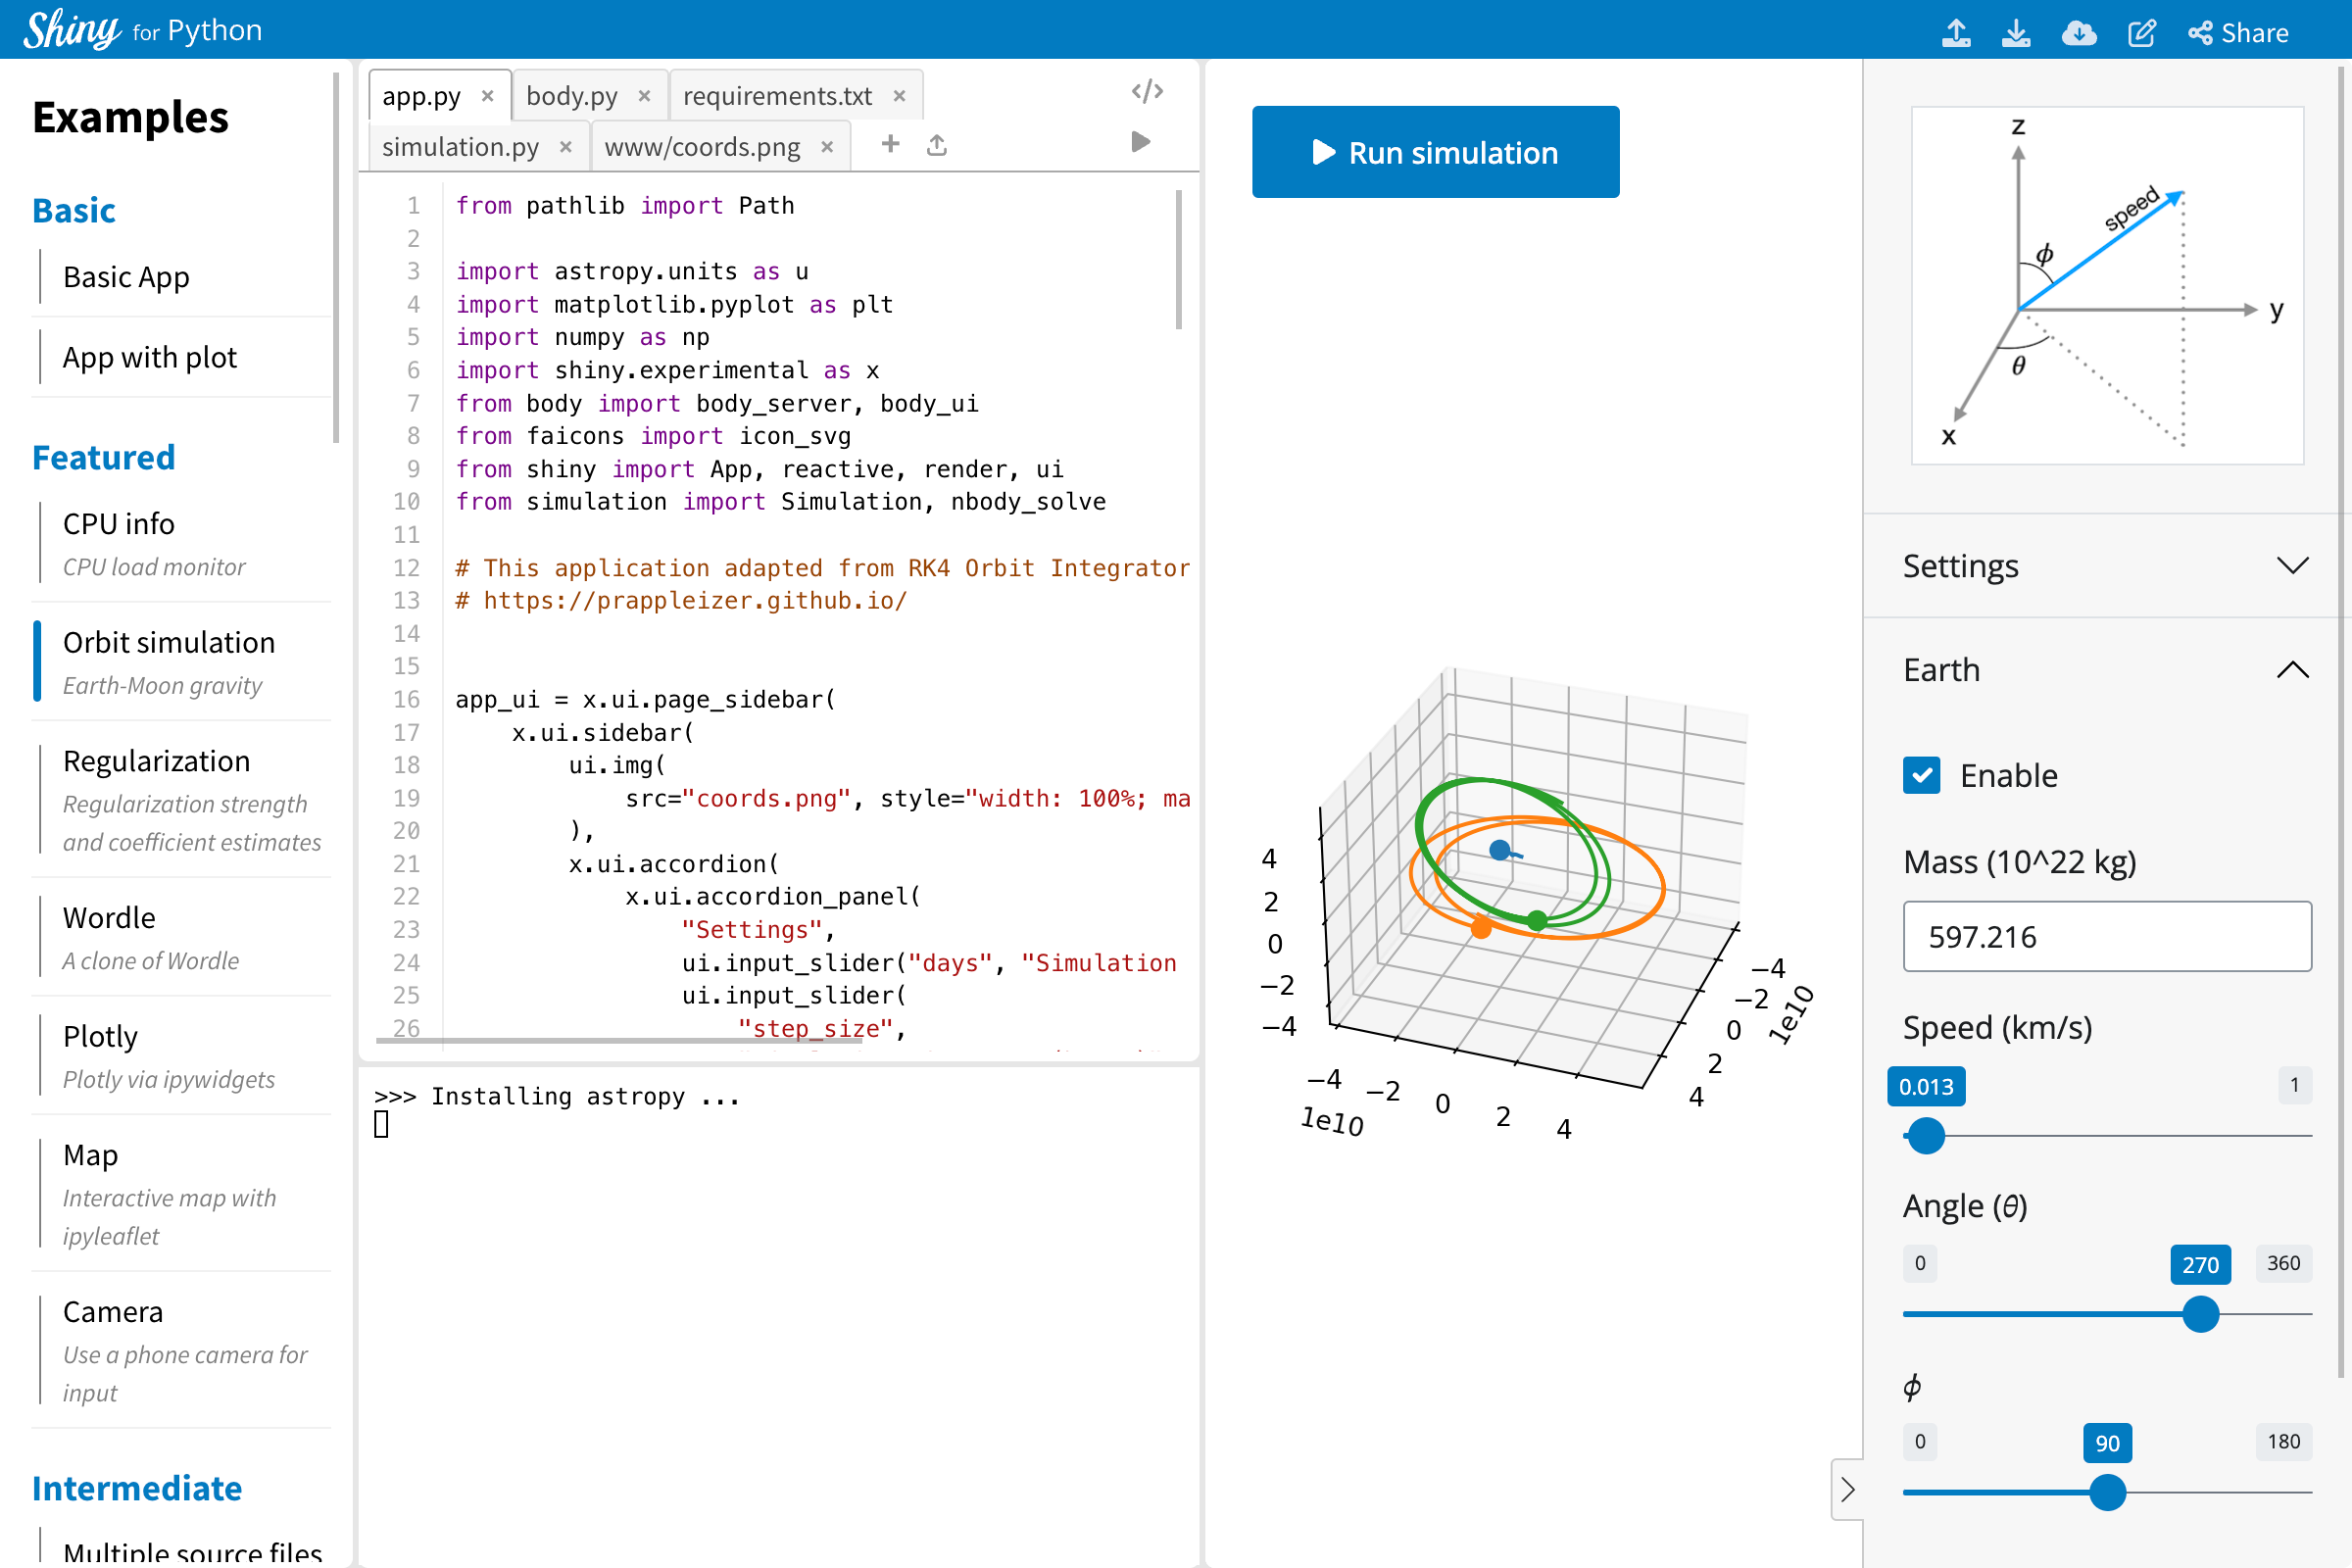 Shiny for Python
Share
Examples
Basic
Basic App
App with plot
Featured
CPU info
CPU load monitor
Orbit simulation
Earth-Moon gravity
Regularization
Regularization strength
and coefficient estimates
Wordle
A clone of Wordle
Plotly
Plotly via ipywidgets
Map
Interactive map with
ipyleaflet
Camera
Use a phone camera for
input
Intermediate
Multiple source files
app.py × body.py × requirements.txt ×
simulation.py × www/coords.png × +
1 from pathlib import Path
2
3 import astropy.units as u
4 import matplotlib.pyplot as plt
5 import numpy as np
6 import shiny.experimental as x
7 from body import body_server, body_ui
8 from faicons import icon_svg
9 from shiny import App, reactive, render, ui
10 from simulation import Simulation, nbody_solve
11
12 # This application adapted from RK4 Orbit Integrator
13 # https://prappleizer.github.io/
14
15
16 app_ui = x.ui.page_sidebar(
17 x.ui.sidebar(
18 ui.img(
19 src="coords.png", style="width: 100%; ma
20 ),
21 x.ui.accordion(
22 x.ui.accordion_panel(
23 "Settings",
24 ui.input_slider("days", "Simulation
25 ui.input_slider(
26 "step_size",
>>> Installing astropy ...
Run simulation
4
2
0
−2
−4
−4 −2 0 2 4
1e10
−4
−2
0
2
4
1e10
z
speed
ϕ
y
θ
x
Settings
Earth
Enable
Mass (10^22 kg)
597.216
Speed (km/s)
0.013 1
Angle (θ)
0 270 360
ϕ
0 90 180